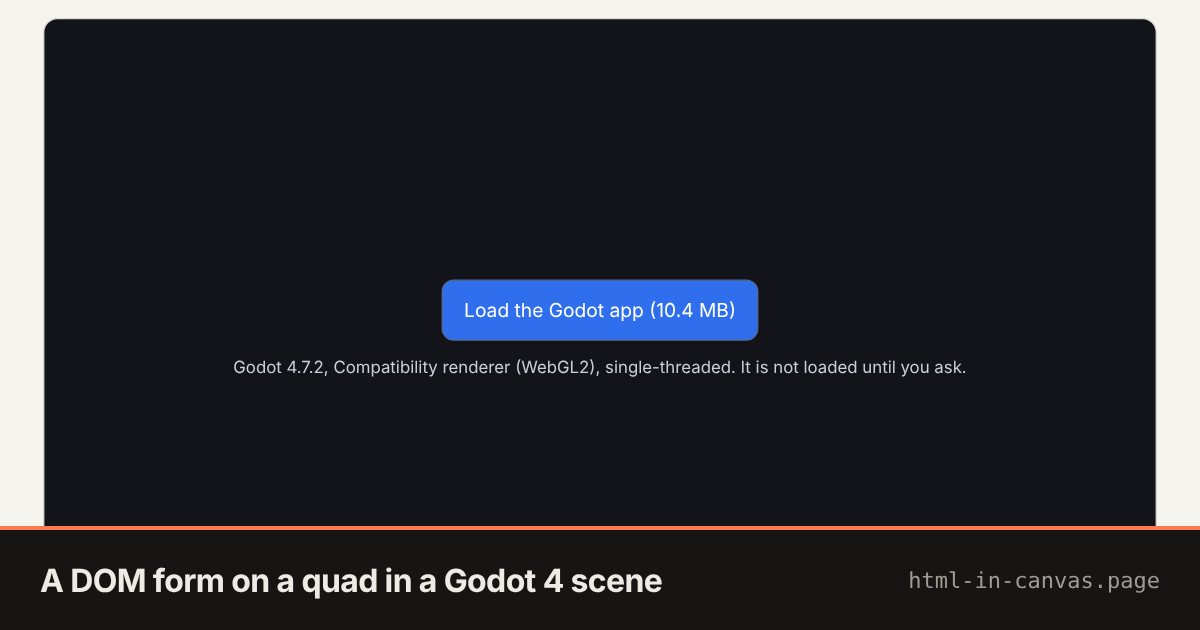 Load the Godot app (10.4 MB)
Godot 4.7.2, Compatibility renderer (WebGL2), single-threaded. It is not loaded until you ask.
A DOM form on a quad in a Godot 4 scene
html-in-canvas.page